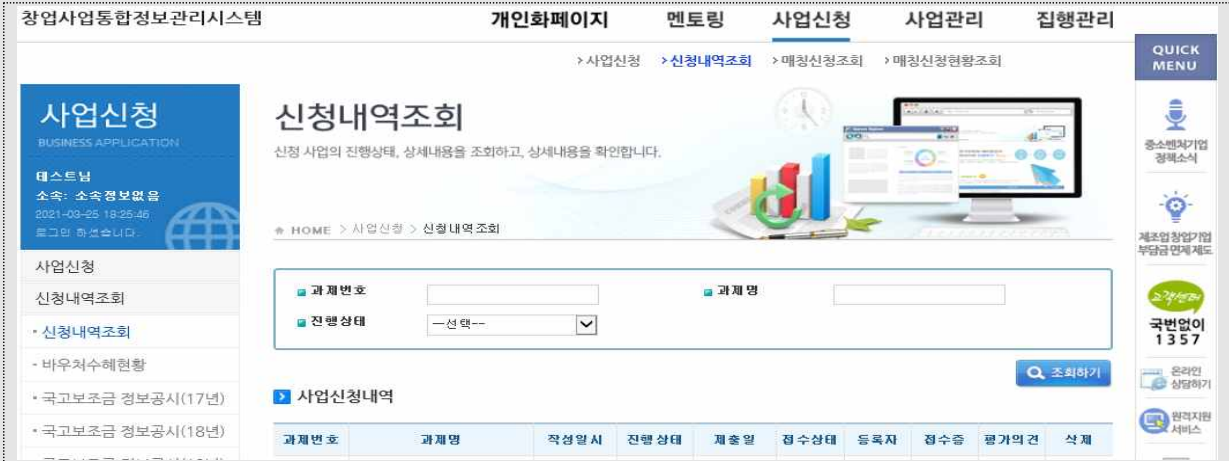 창업사업통합정보관리시스템
개인화페이지 멘토링 사업신청 사업관리 집행관리
>사업신청 >신청내역조회 >매칭신청조회 >매칭신청현황조회
QUICK
MENU
사업신청
BUSINESS APPLICATION
테스트님
소속: 소속정보없음
2021-03-25 18:25:46
로그인 하셨습니다.
신청내역조회
신청 사업의 진행상태, 상세내용을 조회하고, 상세내용을 확인합니다.
HOME > 사업신청 > 신청내역조회
사업신청
신청내역조회
• 신청내역조회
- 바우처수혜현황
• 국고보조금 정보공시(17년)
• 국고보조금 정보공시(18년)
과제번호
과제명
진행상태
--선택--
조회하기
사업신청내역
과제번호 과제명 작성일시 진행상태 제출일 접수상태 등록자 접수증 평가의견 삭제
중소벤처기업
정책소식
제조업창업기업
부담금면제제도
고객센터
국번없이
1357
온라인
상담하기
원격지원
서비스